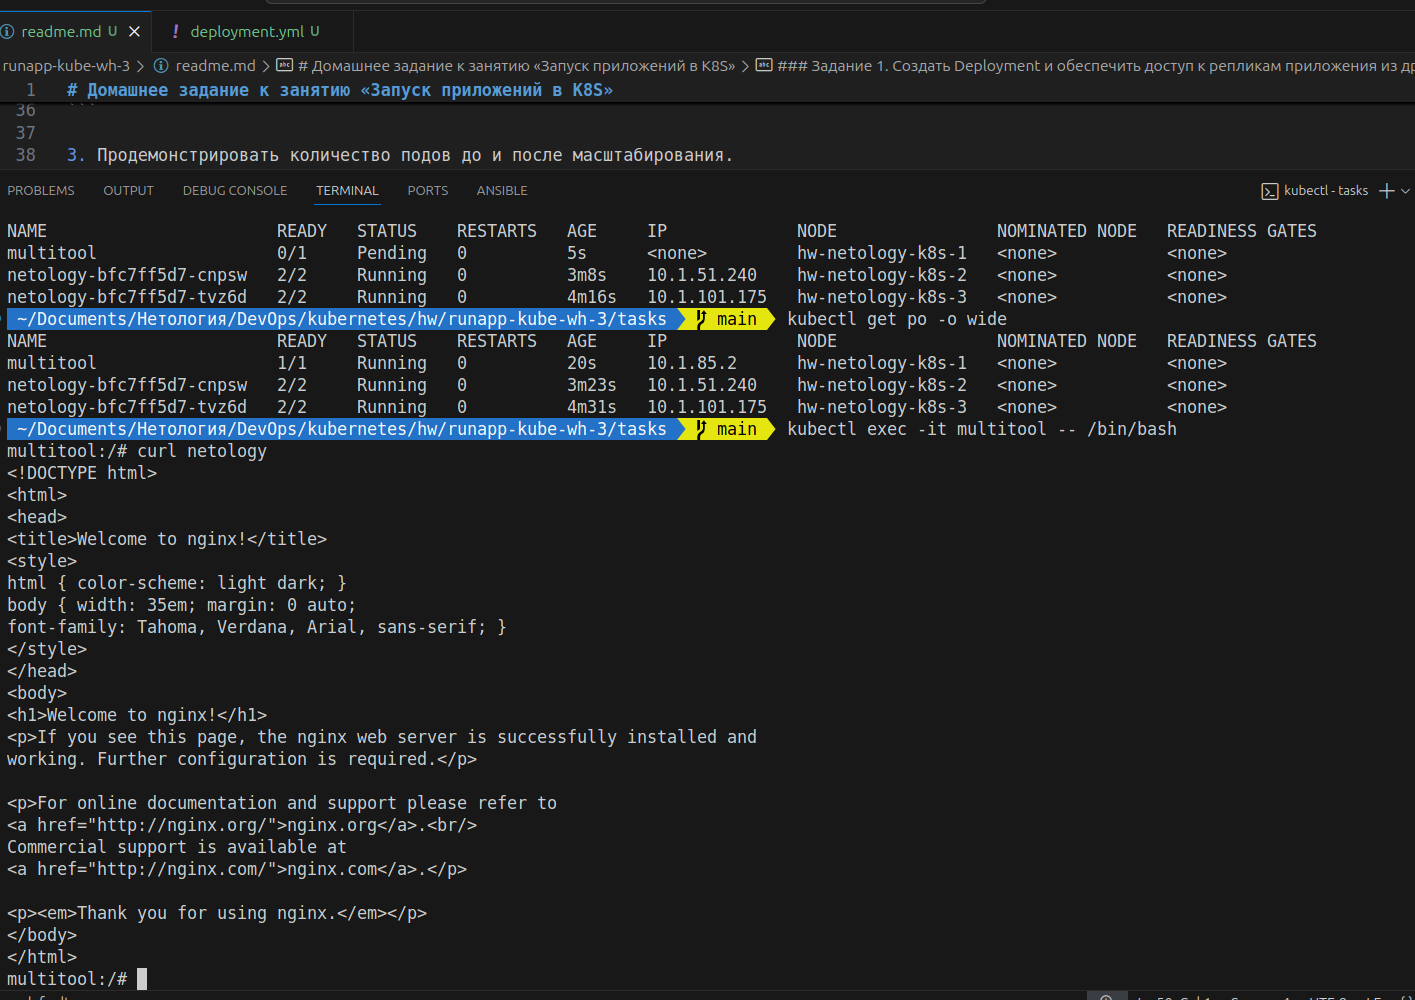 readme.md U × ! deployment.yml U
runapp-kube-wh-3 > readme.md > # Домашнее задание к занятию «Запуск приложений в K8S» > ### Задание 1. Создать Deployment и обеспечить доступ к репликам приложения из др
1 # Домашнее задание к занятию «Запуск приложений в K8S»
36 ```
37
38 3. Продемонстрировать количество подов до и после масштабирования.
PROBLEMS OUTPUT DEBUG CONSOLE TERMINAL PORTS ANSIBLE kubectl - tasks
NAME READY STATUS RESTARTS AGE IP NODE NOMINATED NODE READINESS GATES
multitool 0/1 Pending 0 5s <none> hw-netology-k8s-1 <none> <none>
netology-bfc7ff5d7-cnpsw 2/2 Running 0 3m8s 10.1.51.240 hw-netology-k8s-2 <none> <none>
netology-bfc7ff5d7-tvz6d 2/2 Running 0 4m16s 10.1.101.175 hw-netology-k8s-3 <none> <none>
~/Documents/Нетология/DevOps/kubernetes/hw/runapp-kube-wh-3/tasks main kubectl get po -o wide
NAME READY STATUS RESTARTS AGE IP NODE NOMINATED NODE READINESS GATES
multitool 1/1 Running 0 20s 10.1.85.2 hw-netology-k8s-1 <none> <none>
netology-bfc7ff5d7-cnpsw 2/2 Running 0 3m23s 10.1.51.240 hw-netology-k8s-2 <none> <none>
netology-bfc7ff5d7-tvz6d 2/2 Running 0 4m31s 10.1.101.175 hw-netology-k8s-3 <none> <none>
~/Documents/Нетология/DevOps/kubernetes/hw/runapp-kube-wh-3/tasks main kubectl exec -it multitool -- /bin/bash
multitool:/# curl netology
<!DOCTYPE html>
<html>
<head>
<title>Welcome to nginx!</title>
<style>
html { color-scheme: light dark; }
body { width: 35em; margin: 0 auto;
font-family: Tahoma, Verdana, Arial, sans-serif; }
</style>
</head>
<body>
<h1>Welcome to nginx!</h1>
<p>If you see this page, the nginx web server is successfully installed and
working. Further configuration is required.</p>

<p>For online documentation and support please refer to
<a href="http://nginx.org/">nginx.org</a>.<br/>
Commercial support is available at
<a href="http://nginx.com/">nginx.com</a>.</p>

<p><em>Thank you for using nginx.</em></p>
</body>
</html>
multitool:/#